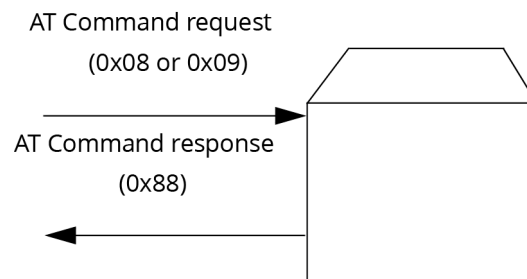 AT Command request
(0x08 or 0x09)
AT Command response
(0x88)